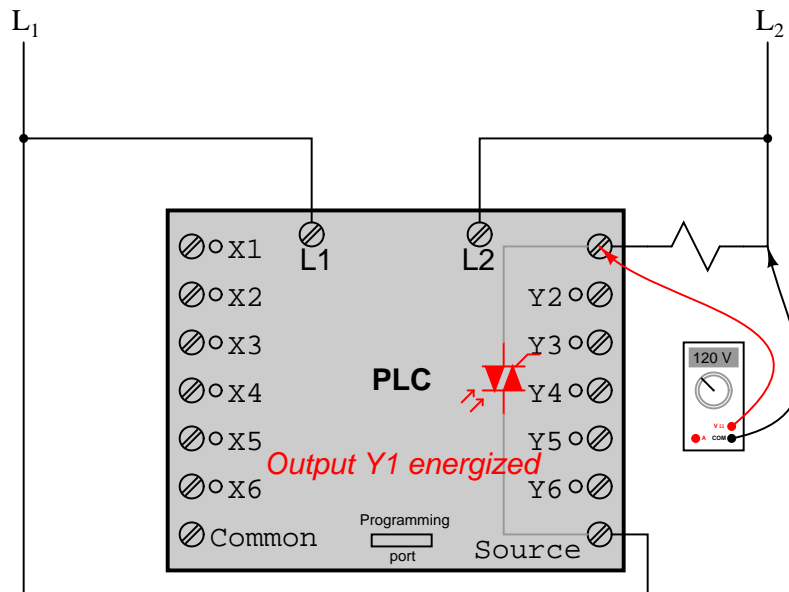 L1 L2
X1 L1 L2
X2 Y2
X3 Y3
120 V
X4 PLC Y4
V Ω
A COM
X5 Y5
Output Y1 energized
X6 Y6
Programming
Common Source
port